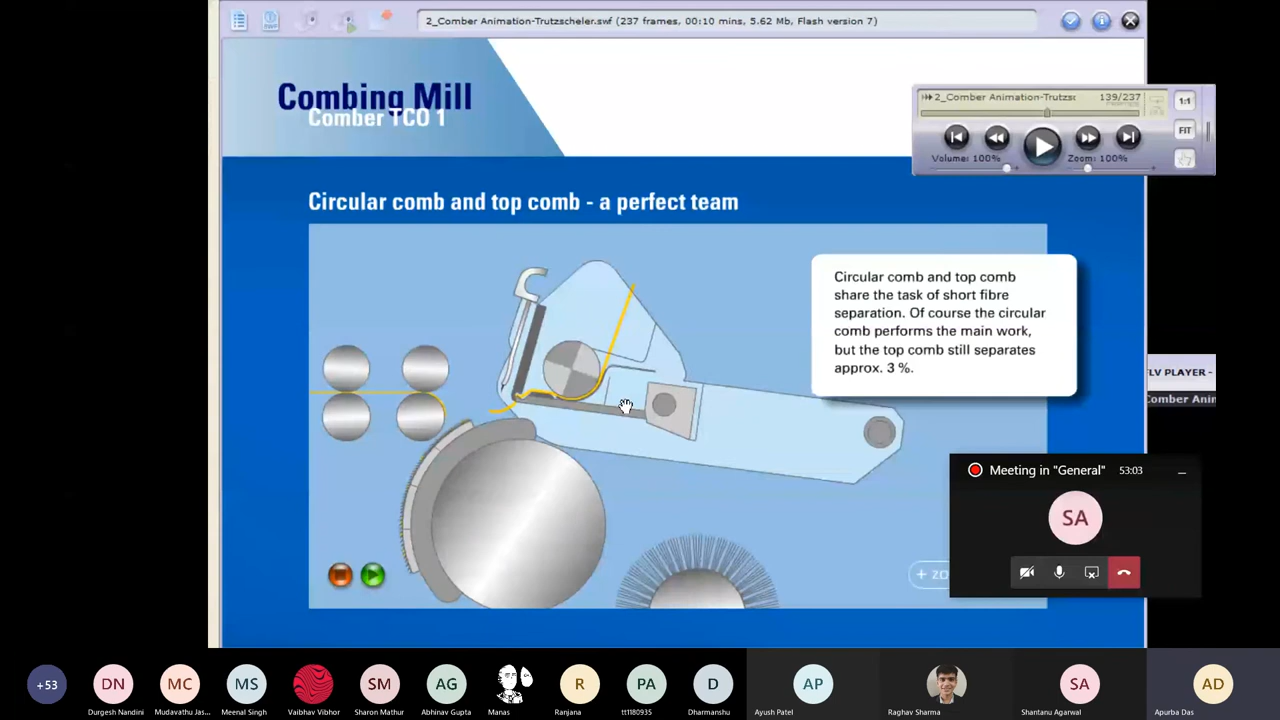 2_Comber Animation-Trutzscheler.swf (237 frames, 00:10 mins, 5.62 Mb, Flash version 7)
Combing Mill
Comber TCO 1
2_Comber Animation-Trutzsc
139/237
1:1
FIT
Volume: 100%
Zoom: 100%
Circular comb and top comb - a perfect team
Circular comb and top comb
share the task of short fibre
separation. Of course the circular
comb performs the main work,
but the top comb still separates
approx. 3 %.
LV PLAYER -
Comber Anin
Meeting in "General"
53:03
SA
+ ZO
+53
DN
MC
MS
SM
AG
R
PA
D
AP
SA
AD
Durgesh Nandini
Mudavathu Jas...
Meenal Singh
Vaibhav Vibhor
Sharon Mathur
Abhinav Gupta
Manas
Ranjana
tt1180935
Dharmanshu
Ayush Patel
Raghav Sharma
Shantanu Agarwal
Apurba Das